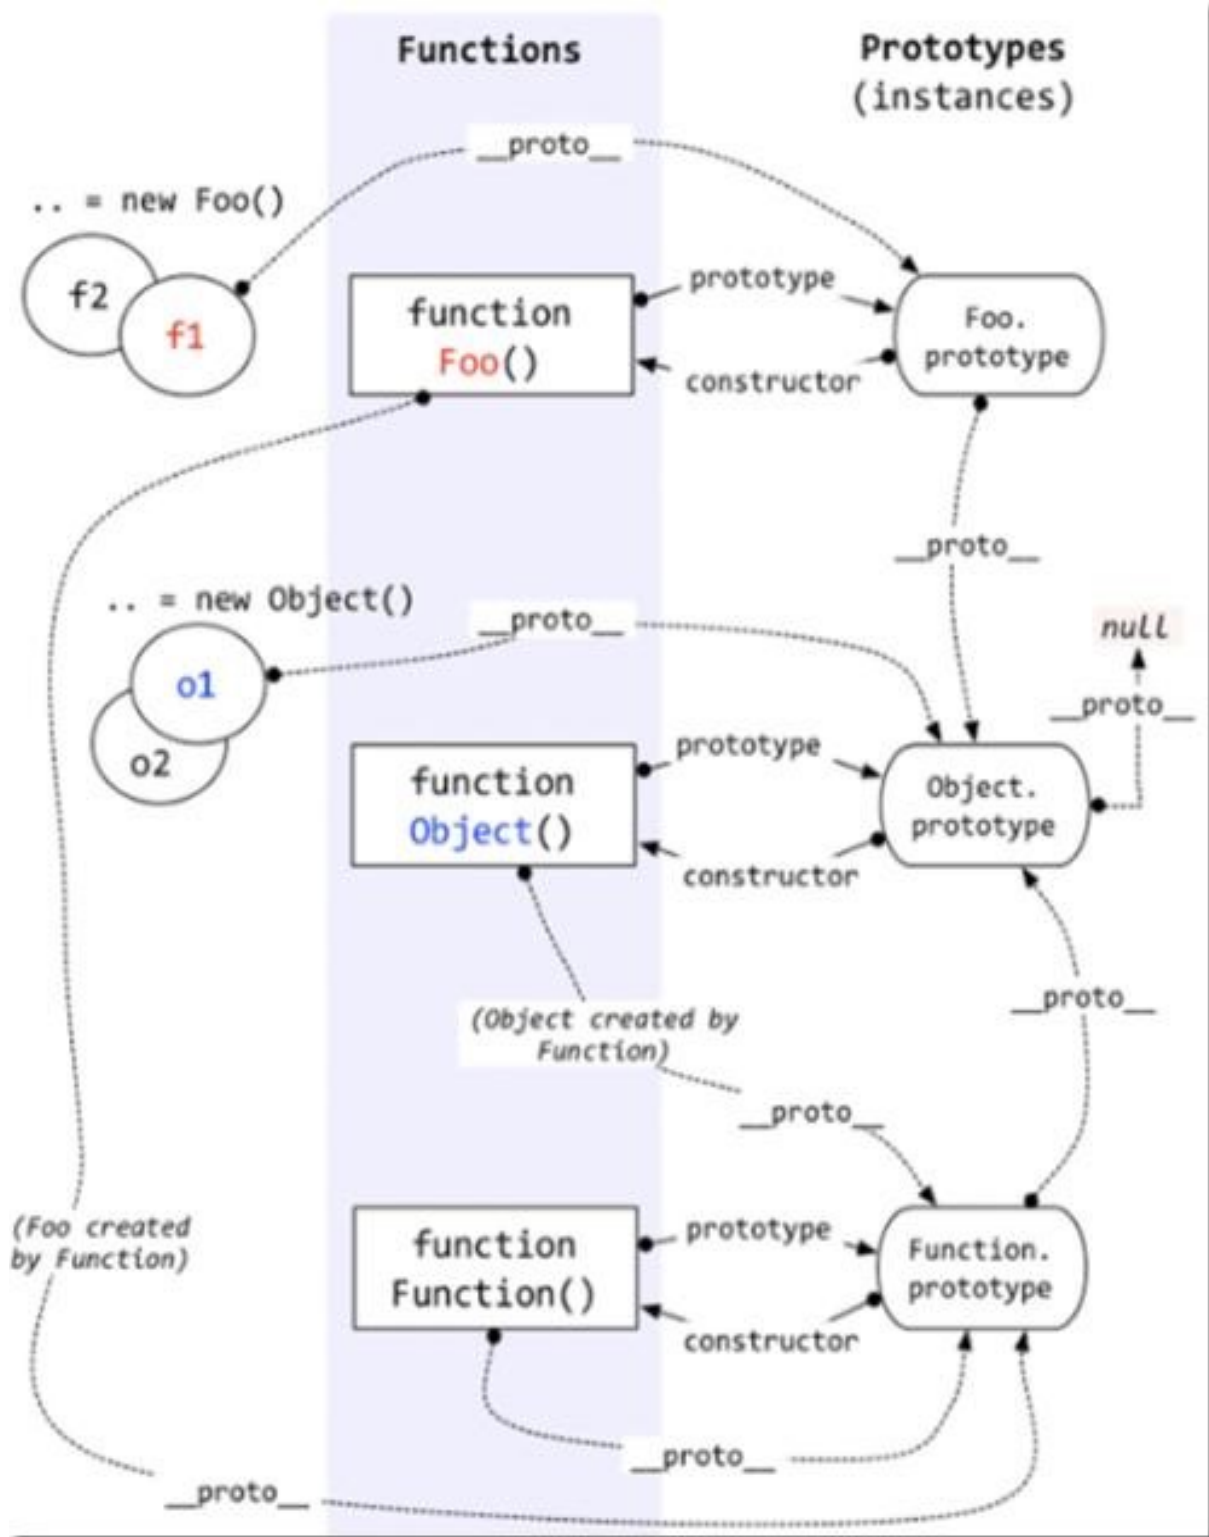 Functions
Prototypes
(instances)
__proto__
.. = new Foo()
f2
f1
function
Foo()
prototype
constructor
Foo.
prototype
__proto__
.. = new Object()
__proto__
null
__proto__
o1
o2
function
Object()
prototype
constructor
Object.
prototype
(Object created by
Function)
__proto__
__proto__
(Foo created
by Function)
function
Function()
prototype
constructor
Function.
prototype
__proto__
__proto__